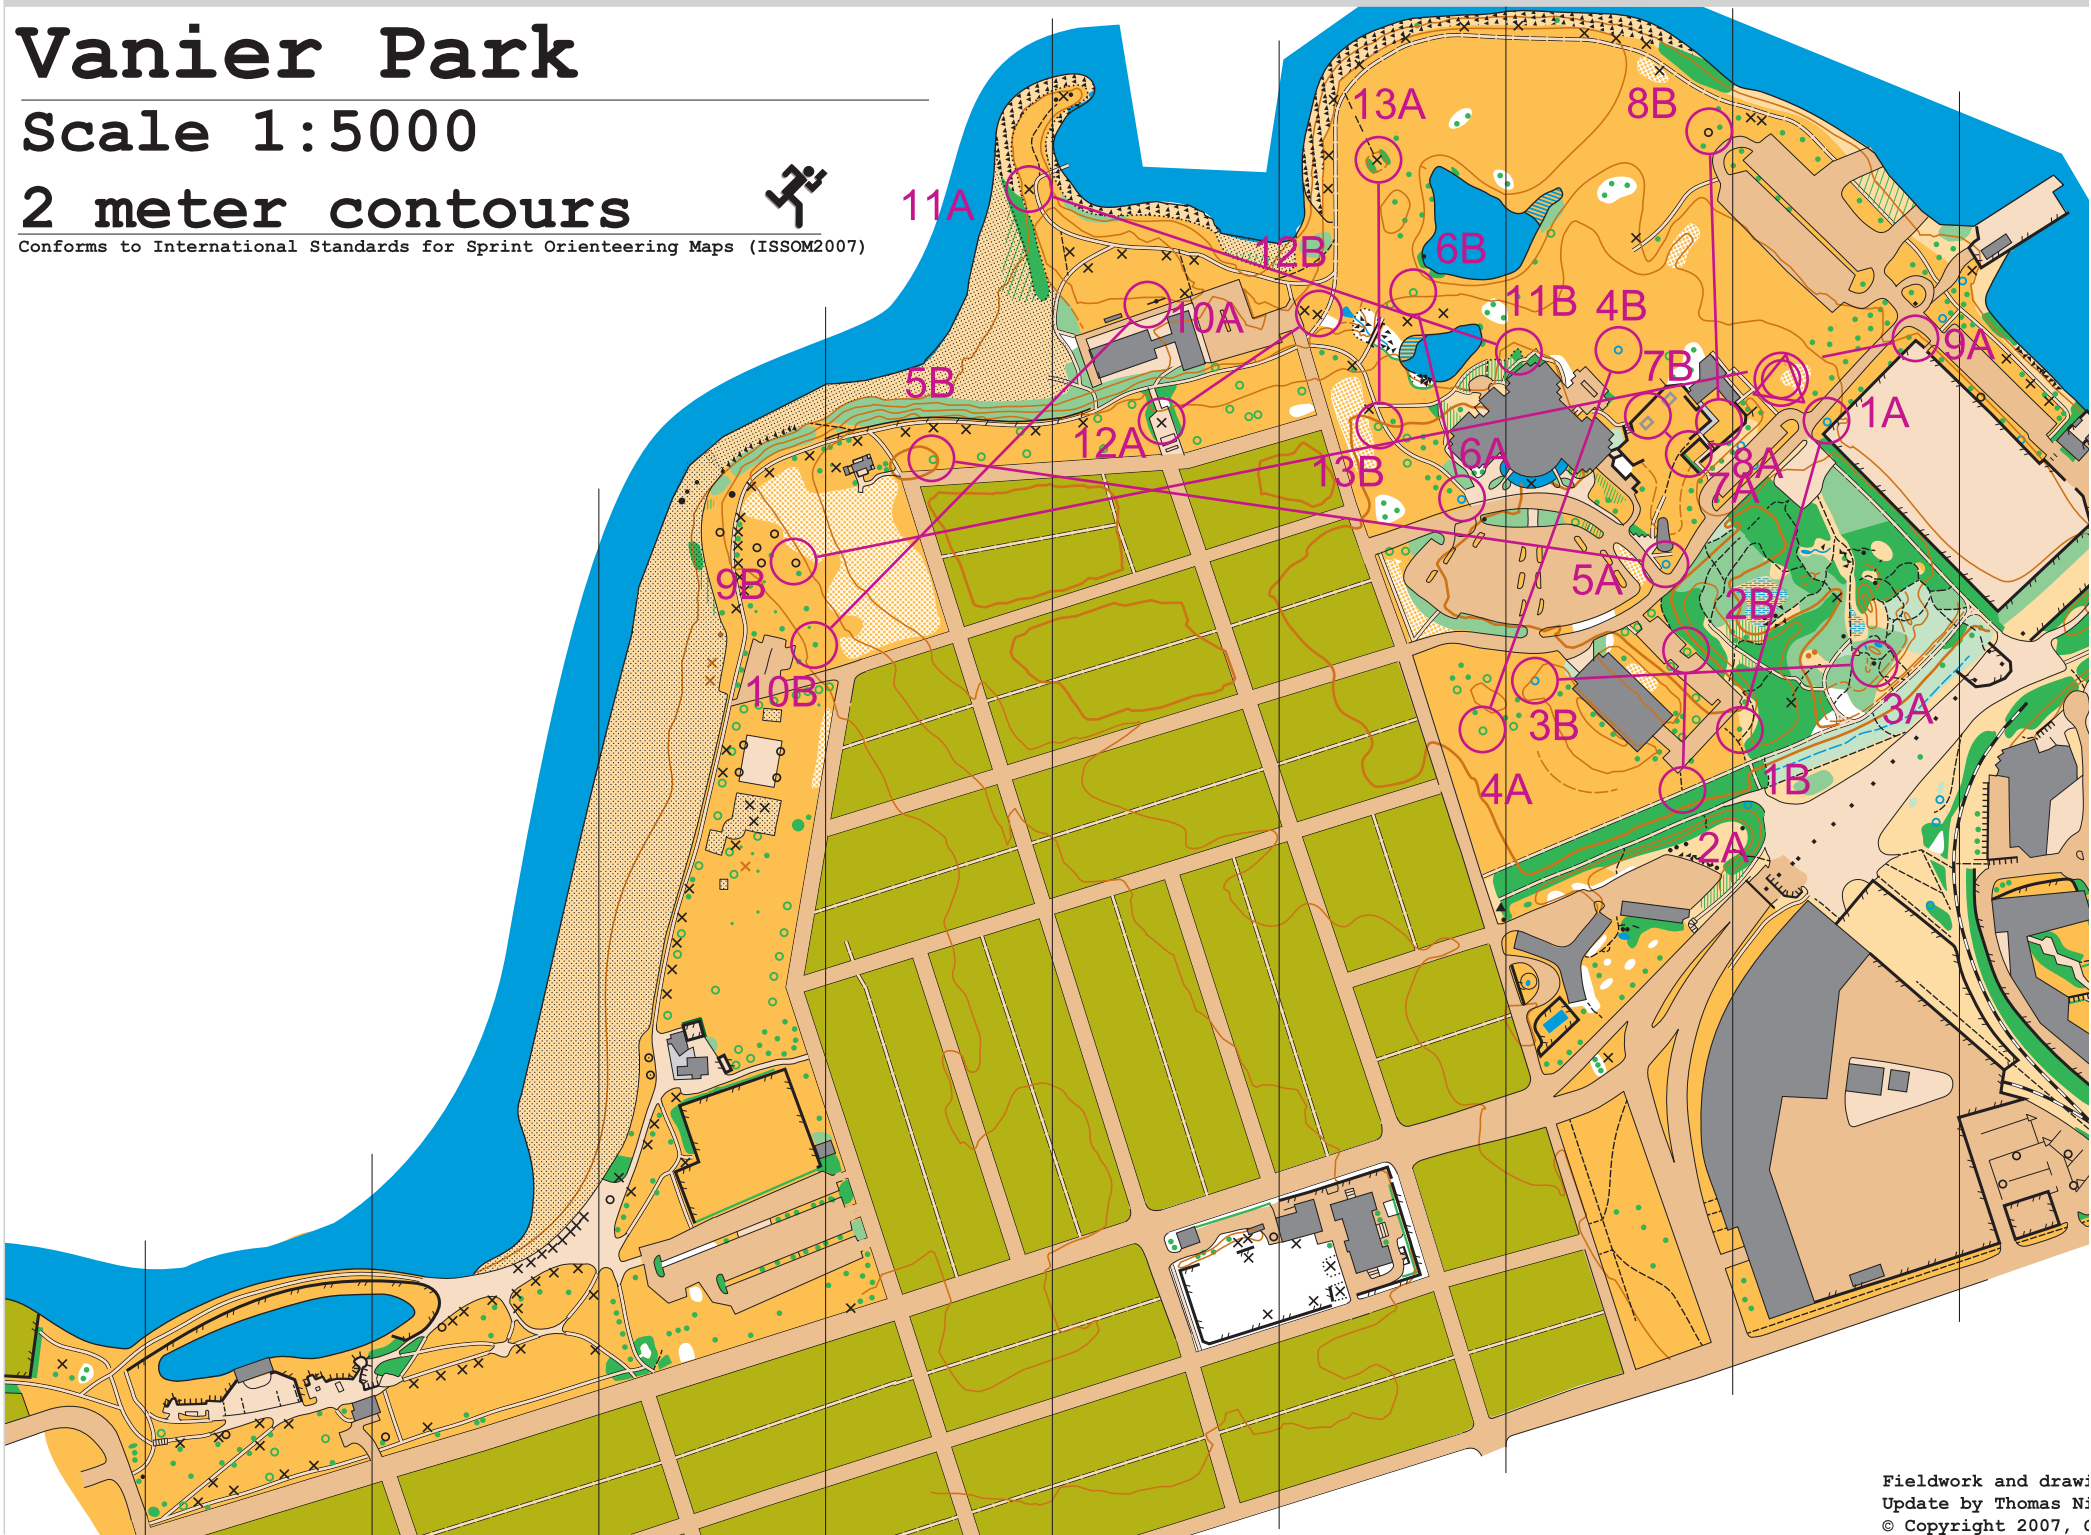 Vanier Park
Scale 1:5000
2 meter contours
Conforms to International Standards for Sprint Orienteering Maps (ISSOM2007)
13A
8B
11A
12B
6B
11B
4B
10A
7B
9A
5B
1A
12A
13B
6A
8A
7A
9B
5A
2B
10B
3B
3A
4A
1B
2A
Fieldwork and drawi
Update by Thomas Ni
© Copyright 2007,